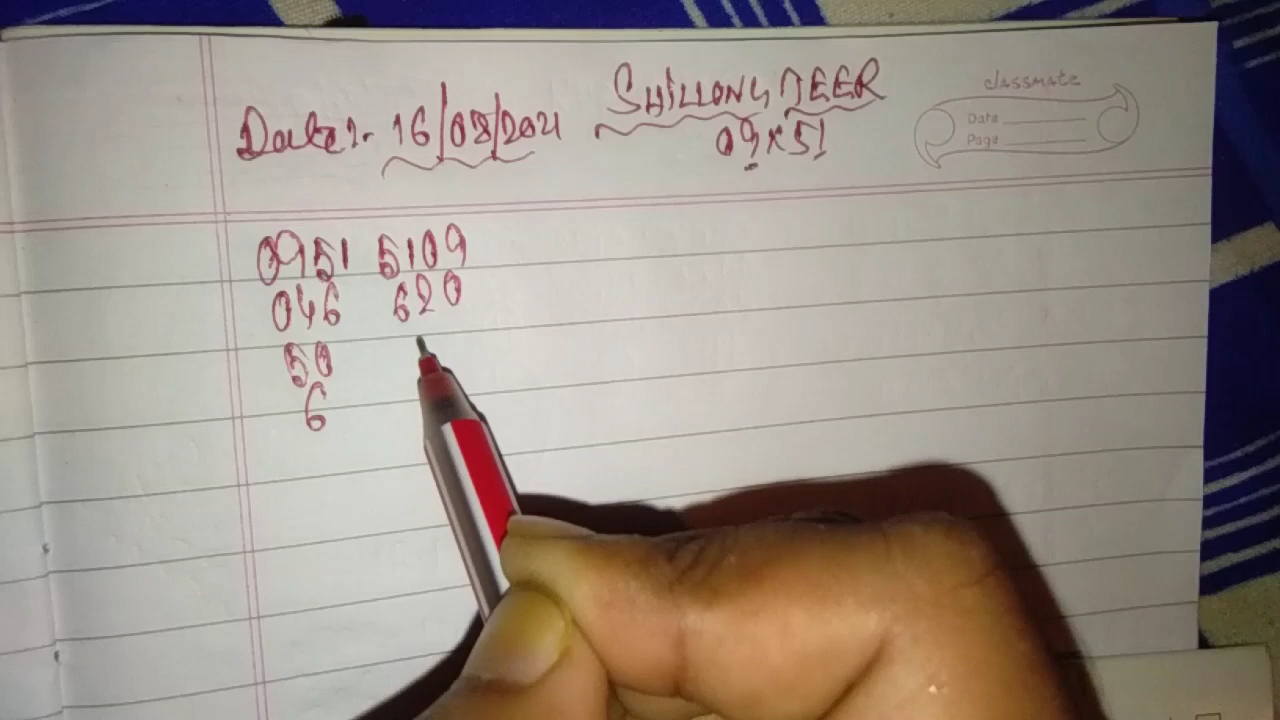 Date:- 16/08/2021
SHILLONG TEER
09x51
classmate
Date
Page
0951 5109
046 620
50
6